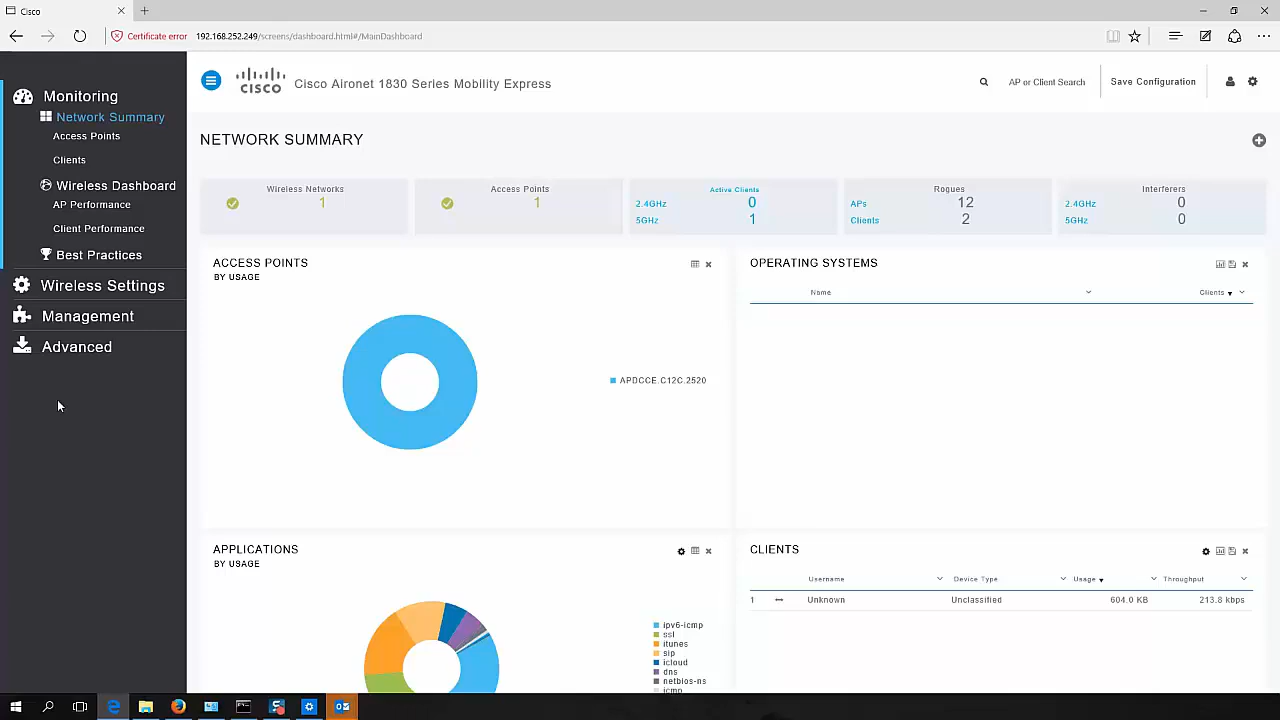 Cisco
Certificate error 192.168.252.249/screens/dashboard.html#/MainDashboard
Monitoring
Network Summary
Access Points
Clients
Wireless Dashboard
AP Performance
Client Performance
Best Practices
Wireless Settings
Management
Advanced
cisco Cisco Aironet 1830 Series Mobility Express
AP or Client Search Save Configuration
NETWORK SUMMARY
Wireless Networks
1
Access Points
1
Active Clients
2.4GHz 0
5GHz 1
Rogues
APs 12
Clients 2
Interferers
2.4GHz 0
5GHz 0
ACCESS POINTS
BY USAGE
APDCCE.C12C.2520
OPERATING SYSTEMS
Name Clients
APPLICATIONS
BY USAGE
ipv6-icmp
ssl
itunes
sip
icloud
dns
netbios-ns
icmp
CLIENTS
Username Device Type Usage Throughput
1 Unknown Unclassified 604.0 KB 213.8 kbps